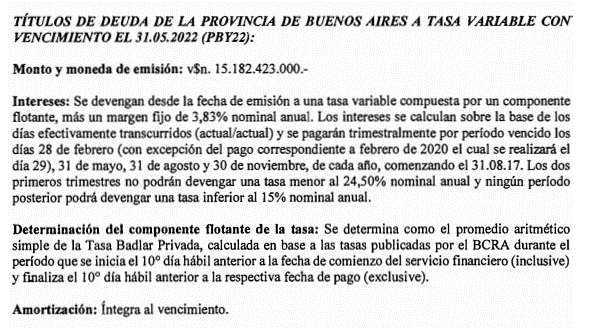 TÍTULOS DE DEUDA DE LA PROVINCIA DE BUENOS AIRES A TASA VARIABLE CON
VENCIMIENTO EL 31.05.2022 (PBY22):
Monto y moneda de emisión: v$n. 15.182.423.000.-
Intereses: Se devengan desde la fecha de emisión a una tasa variable compuesta por un componente
flotante, más un margen fijo de 3,83% nominal anual. Los intereses se calculan sobre la base de los
días efectivamente transcurridos (actual/actual) y se pagarán trimestralmente por período vencido los
días 28 de febrero (con excepción del pago correspondiente a febrero de 2020 el cual se realizará el
día 29), 31 de mayo, 31 de agosto y 30 de noviembre, de cada año, comenzando el 31.08.17. Los dos
primeros trimestres no podrán devengar una tasa menor al 24,50% nominal anual y ningún período
posterior podrá devengar una tasa inferior al 15% nominal anual.
Determinación del componente flotante de la tasa: Se determina como el promedio aritmético
simple de la Tasa Badlar Privada, calculada en base a las tasas publicadas por el BCRA durante el
período que se inicia el 10° día hábil anterior a la fecha de comienzo del servicio financiero (inclusive)
y finaliza el 10° día hábil anterior a la respectiva fecha de pago (exclusive).
Amortización: Íntegra al vencimiento.